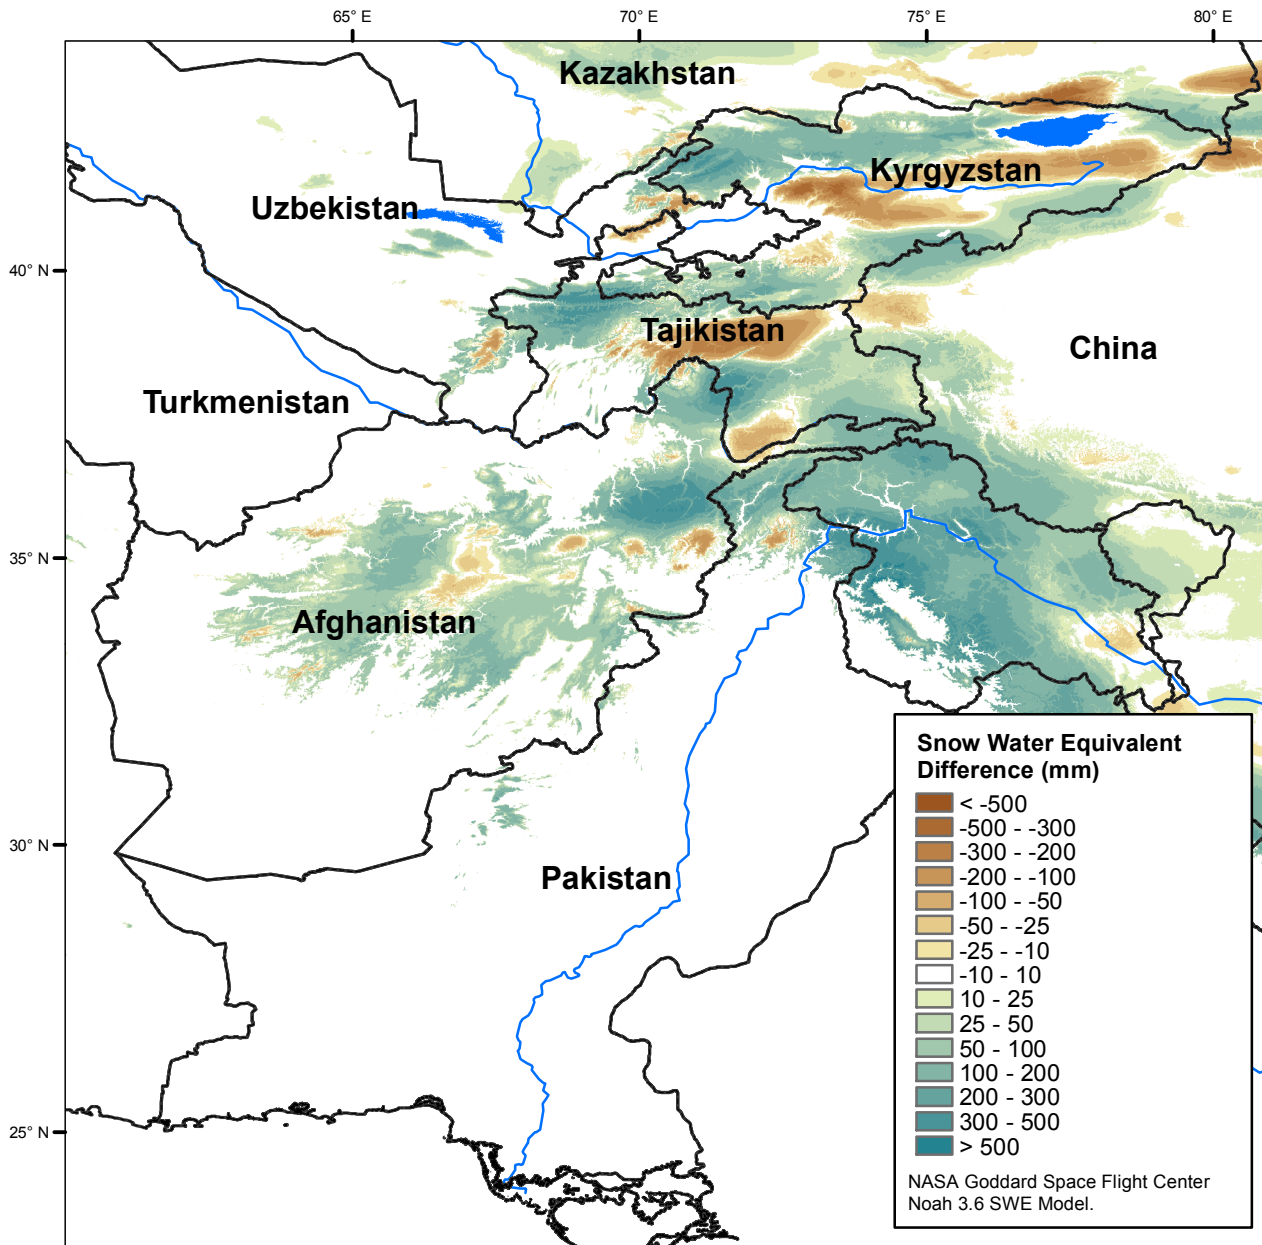 65° E
70° E
75° E
80° E
Kazakhstan
Kyrgyzstan
Uzbekistan
40° N
Tajikistan
China
Turkmenistan
35° N
Afghanistan
30° N
Pakistan
25° N
Snow Water Equivalent
Difference (mm)
< -500
-500 - -300
-300 - -200
-200 - -100
-100 - -50
-50 - -25
-25 - -10
-10 - 10
10 - 25
25 - 50
50 - 100
100 - 200
200 - 300
300 - 500
> 500
NASA Goddard Space Flight Center
Noah 3.6 SWE Model.